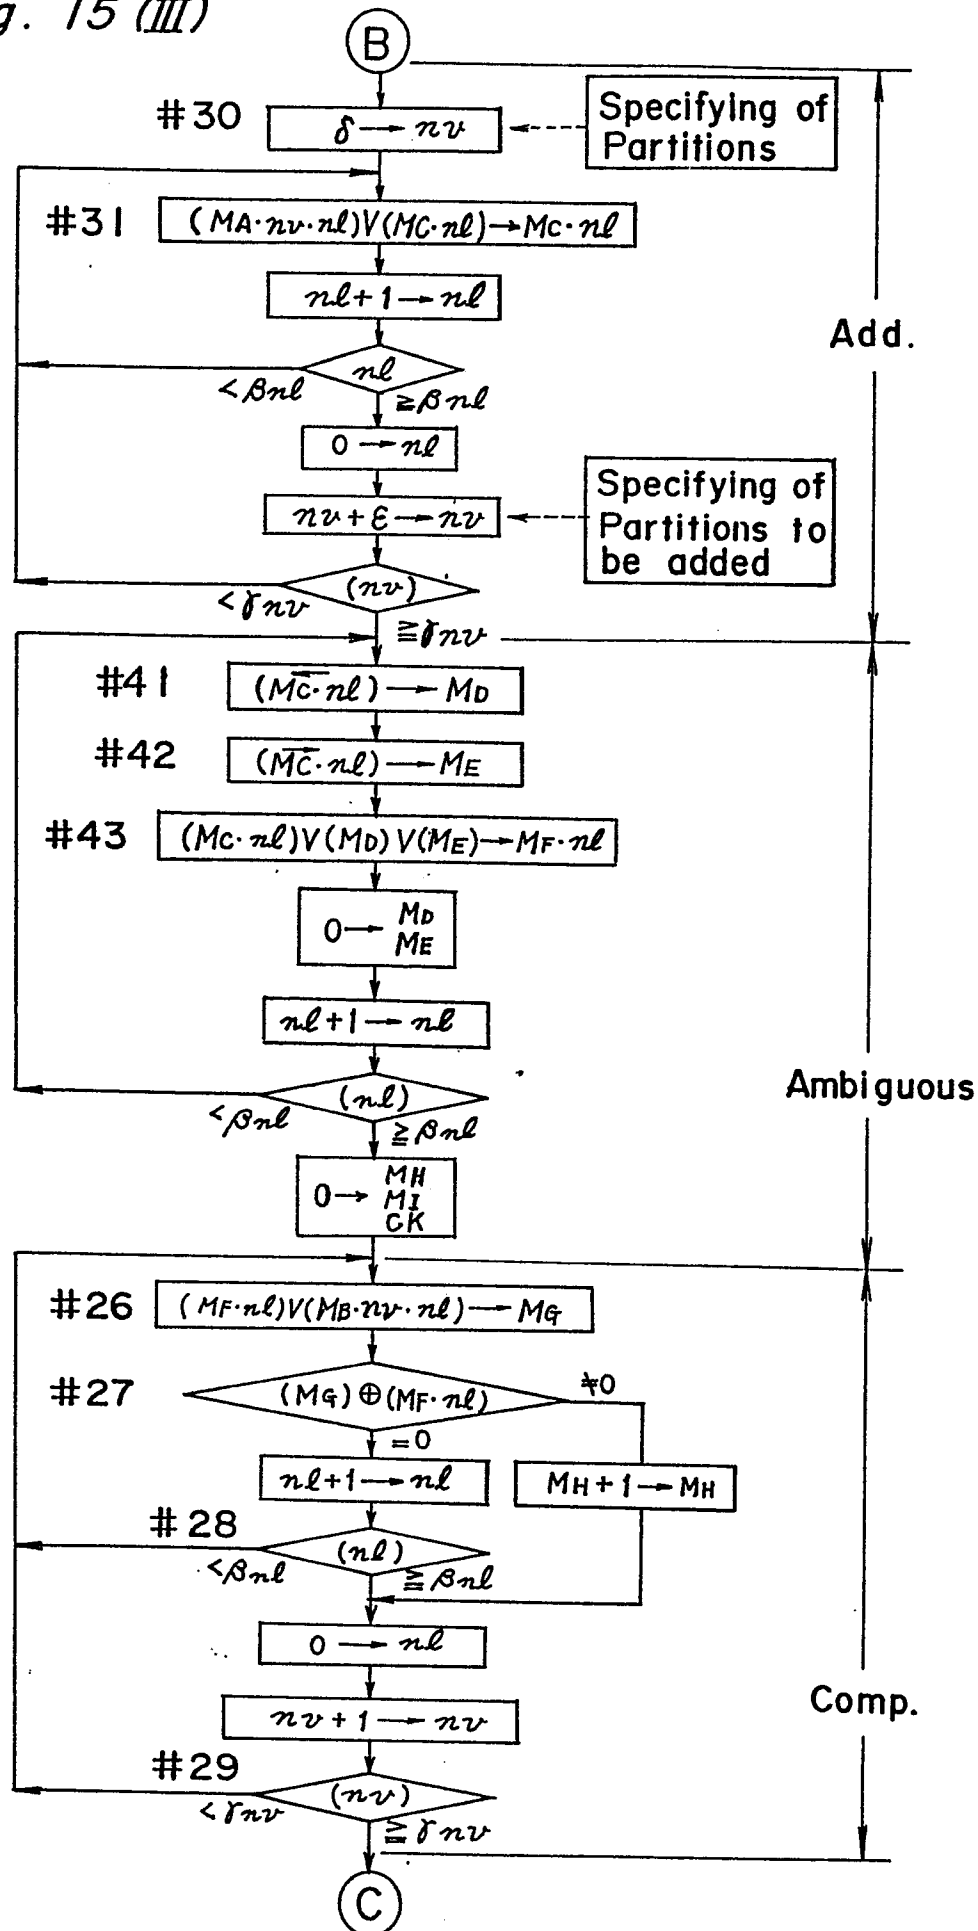 g. 15 (III)
B
#30
δ → nv
Specifying of
Partitions
#31
(MA·nv·nl)V(MC·nl)→MC·nl
nl+1→nl
Add.
nl
<βnl
≧βnl
0→nl
Specifying of
Partitions to
be added
nv+ε→nv
(nv)
<γnv
≧γnv
#41
(M⃖C·nl)→MD
#42
(M⃗C·nl)→ME
#43
(MC·nl)V(MD)V(ME)→MF·nl
0→ MD
ME
nl+1→nl
Ambiguous
(nl)
<βnl
≧βnl
MH
0→ MI
CK
#26
(MF·nl)V(MB·nv·nl)→MG
#27
(MG)⊕(MF·nl)
≠0
=0
nl+1→nl
MH+1→MH
#28
(nl)
<βnl
≧βnl
0→nl
Comp.
nv+1→nv
#29
(nv)
<γnv
≧γnv
C